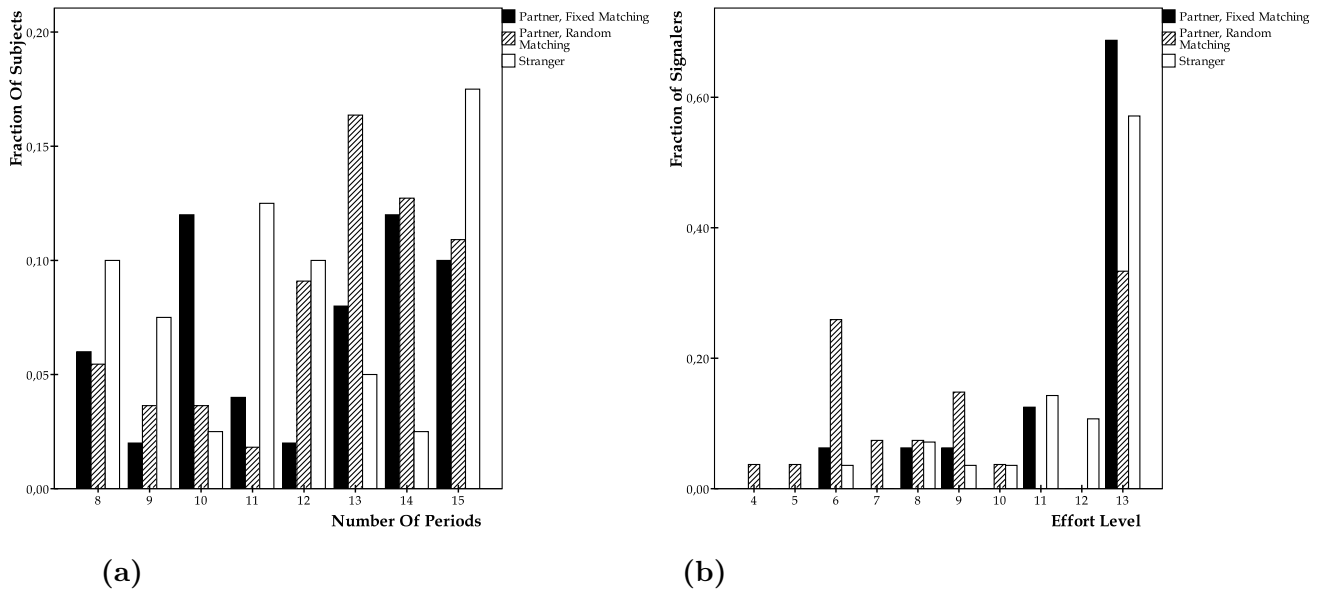 Fraction Of Subjects
0,20
0,15
0,10
0,05
0,00
8 9 10 11 12 13 14 15
Number Of Periods
Partner, Fixed Matching
Partner, Random
Matching
Stranger
(a)
Fraction of Signalers
0,60
0,40
0,20
0,00
4 5 6 7 8 9 10 11 12 13
Effort Level
Partner, Fixed Matching
Partner, Random
Matching
Stranger
(b)